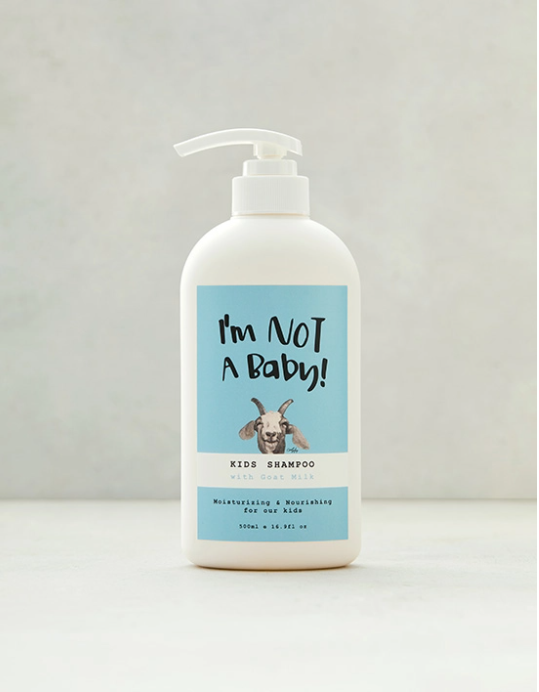 I'm NOT
A Baby!
KIDS SHAMPOO
with Goat Milk
Moisturizing & Nourishing
for our kids
500ml e 16.9fl oz